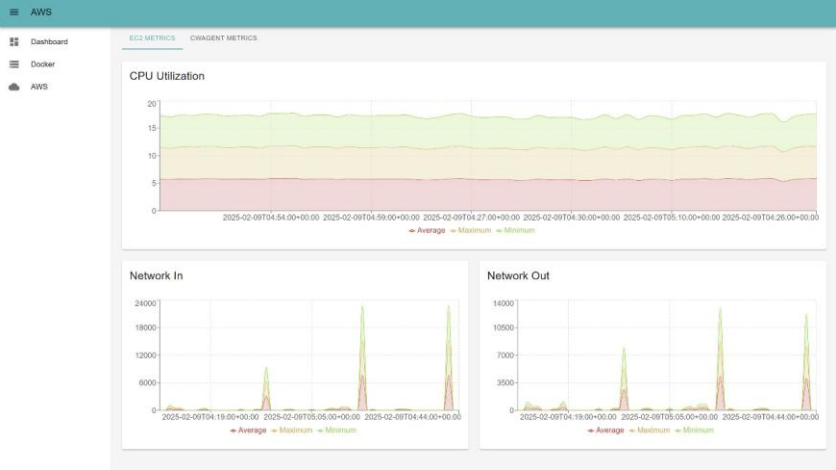 AWS
Dashboard
Docker
AWS
EC2 METRICS CWAGENT METRICS
CPU Utilization
20
15
10
5
0
2025-02-09T04:54:00+00:00 2025-02-09T04:59:00+00:00 2025-02-09T04:27:00+00:00 2025-02-09T04:30:00+00:00 2025-02-09T05:10:00+00:00 2025-02-09T04:26:00+00:00
Average Maximum Minimum
Network In
24000
18000
12000
6000
0
2025-02-09T04:19:00+00:00 2025-02-09T05:05:00+00:00 2025-02-09T04:44:00+00:00
Average Maximum Minimum
Network Out
14000
10500
7000
3500
0
2025-02-09T04:19:00+00:00 2025-02-09T05:05:00+00:00 2025-02-09T04:44:00+00:00
Average Maximum Minimum